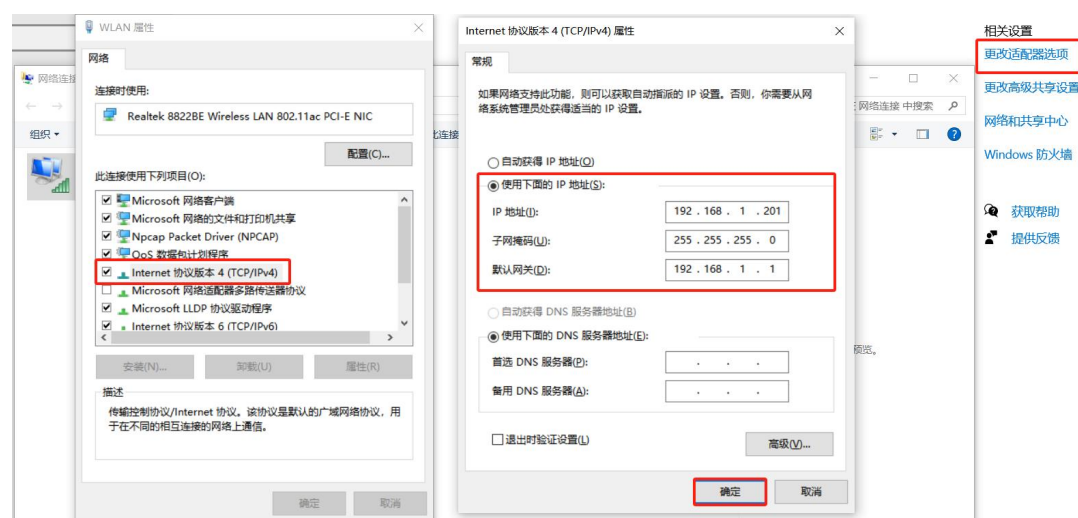 WLAN 属性
网络
连接时使用:
Realtek 8822BE Wireless LAN 802.11ac PCI-E NIC
配置(C)...
此连接使用下列项目(O):
Microsoft 网络客户端
Microsoft 网络的文件和打印机共享
Npcap Packet Driver (NPCAP)
QoS 数据包计划程序
Internet 协议版本 4 (TCP/IPv4)
Microsoft 网络适配器多路传送器协议
Microsoft LLDP 协议驱动程序
Internet 协议版本 6 (TCP/IPv6)
安装(N)...
卸载(U)
属性(R)
描述
传输控制协议/Internet 协议。该协议是默认的广域网络协议，用
于在不同的相互连接的网络上通信。
确定
取消
网络连接
组织
Internet 协议版本 4 (TCP/IPv4) 属性
常规
如果网络支持此功能，则可以获取自动指派的 IP 设置。否则，你需要从网
络系统管理员处获得适当的 IP 设置。
自动获得 IP 地址(O)
使用下面的 IP 地址(S):
IP 地址(I):
192 . 168 . 1 . 201
子网掩码(U):
255 . 255 . 255 . 0
默认网关(D):
192 . 168 . 1 . 1
自动获得 DNS 服务器地址(B)
使用下面的 DNS 服务器地址(E):
首选 DNS 服务器(P):
备用 DNS 服务器(A):
退出时验证设置(L)
高级(V)...
确定
取消
网络连接 中搜索
预览。
相关设置
更改适配器选项
更改高级共享设置
网络和共享中心
Windows 防火墙
获取帮助
提供反馈